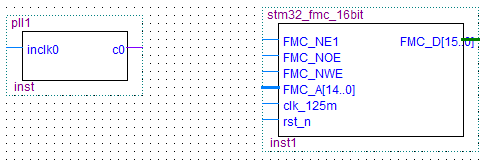 pll1
inclk0 c0
inst
stm32_fmc_16bit
FMC_NE1 FMC_D[15..0]
FMC_NOE
FMC_NWE
FMC_A[14..0]
clk_125m
rst_n
inst1